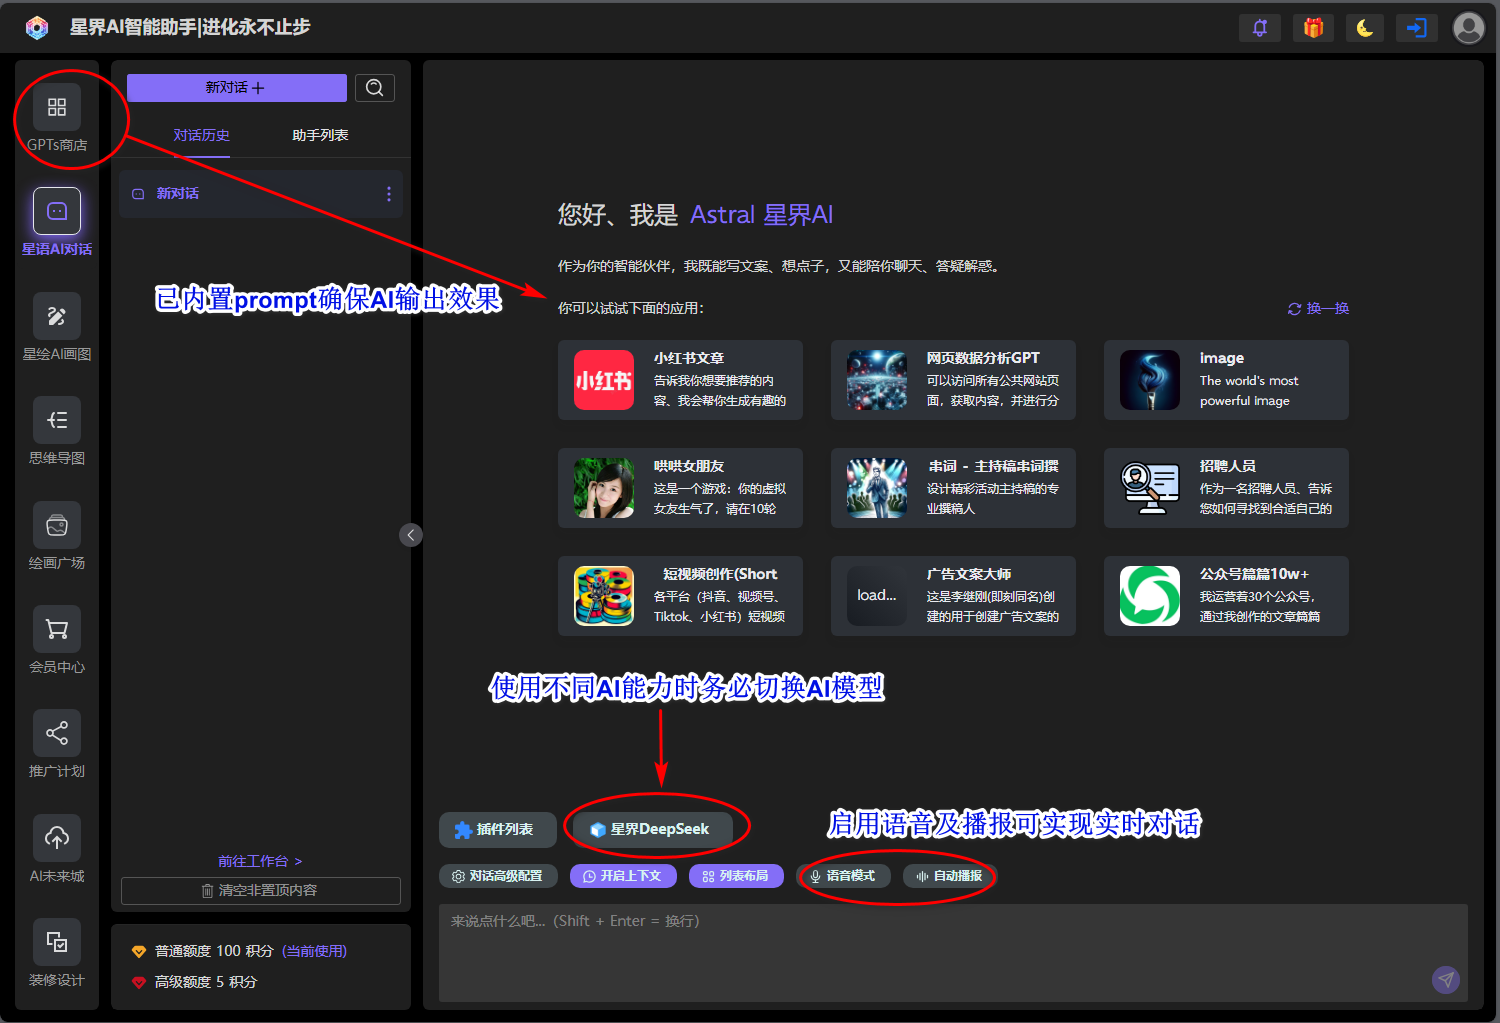 星界AI智能助手|进化永不止步
GPTs商店
星语AI对话
星绘AI画图
思维导图
绘画广场
会员中心
推广计划
AI未来城
装修设计
新对话＋
对话历史
助手列表
新对话
已内置prompt确保AI输出效果
前往工作台 >
清空非置顶内容
普通额度 100 积分 (当前使用)
高级额度 5 积分
您好、我是 Astral 星界AI
作为你的智能伙伴，我既能写文案、想点子，又能陪你聊天、答疑解惑。
你可以试试下面的应用：
换一换
小红书
小红书文章
告诉我你想要推荐的内
容、我会帮你生成有趣的
网页数据分析GPT
可以访问所有公共网站页
面，获取内容，并进行分
image
The world's most
powerful image
哄哄女朋友
这是一个游戏：你的虚拟
女友生气了，请在10轮
串词 - 主持稿串词撰
设计精彩活动主持稿的专
业撰稿人
招聘人员
作为一名招聘人员、告诉
您如何寻找到合适自己的
短视频创作(Short
各平台（抖音、视频号、
Tiktok、小红书）短视频
load...
广告文案大师
这是李继刚(即刻同名)创
建的用于创建广告文案的
公众号篇篇10w+
我运营着30个公众号，
通过我创作的文章篇篇
使用不同AI能力时务必切换AI模型
插件列表
星界DeepSeek
启用语音及播报可实现实时对话
对话高级配置
开启上下文
列表布局
语音模式
自动播报
来说点什么吧...（Shift + Enter = 换行）